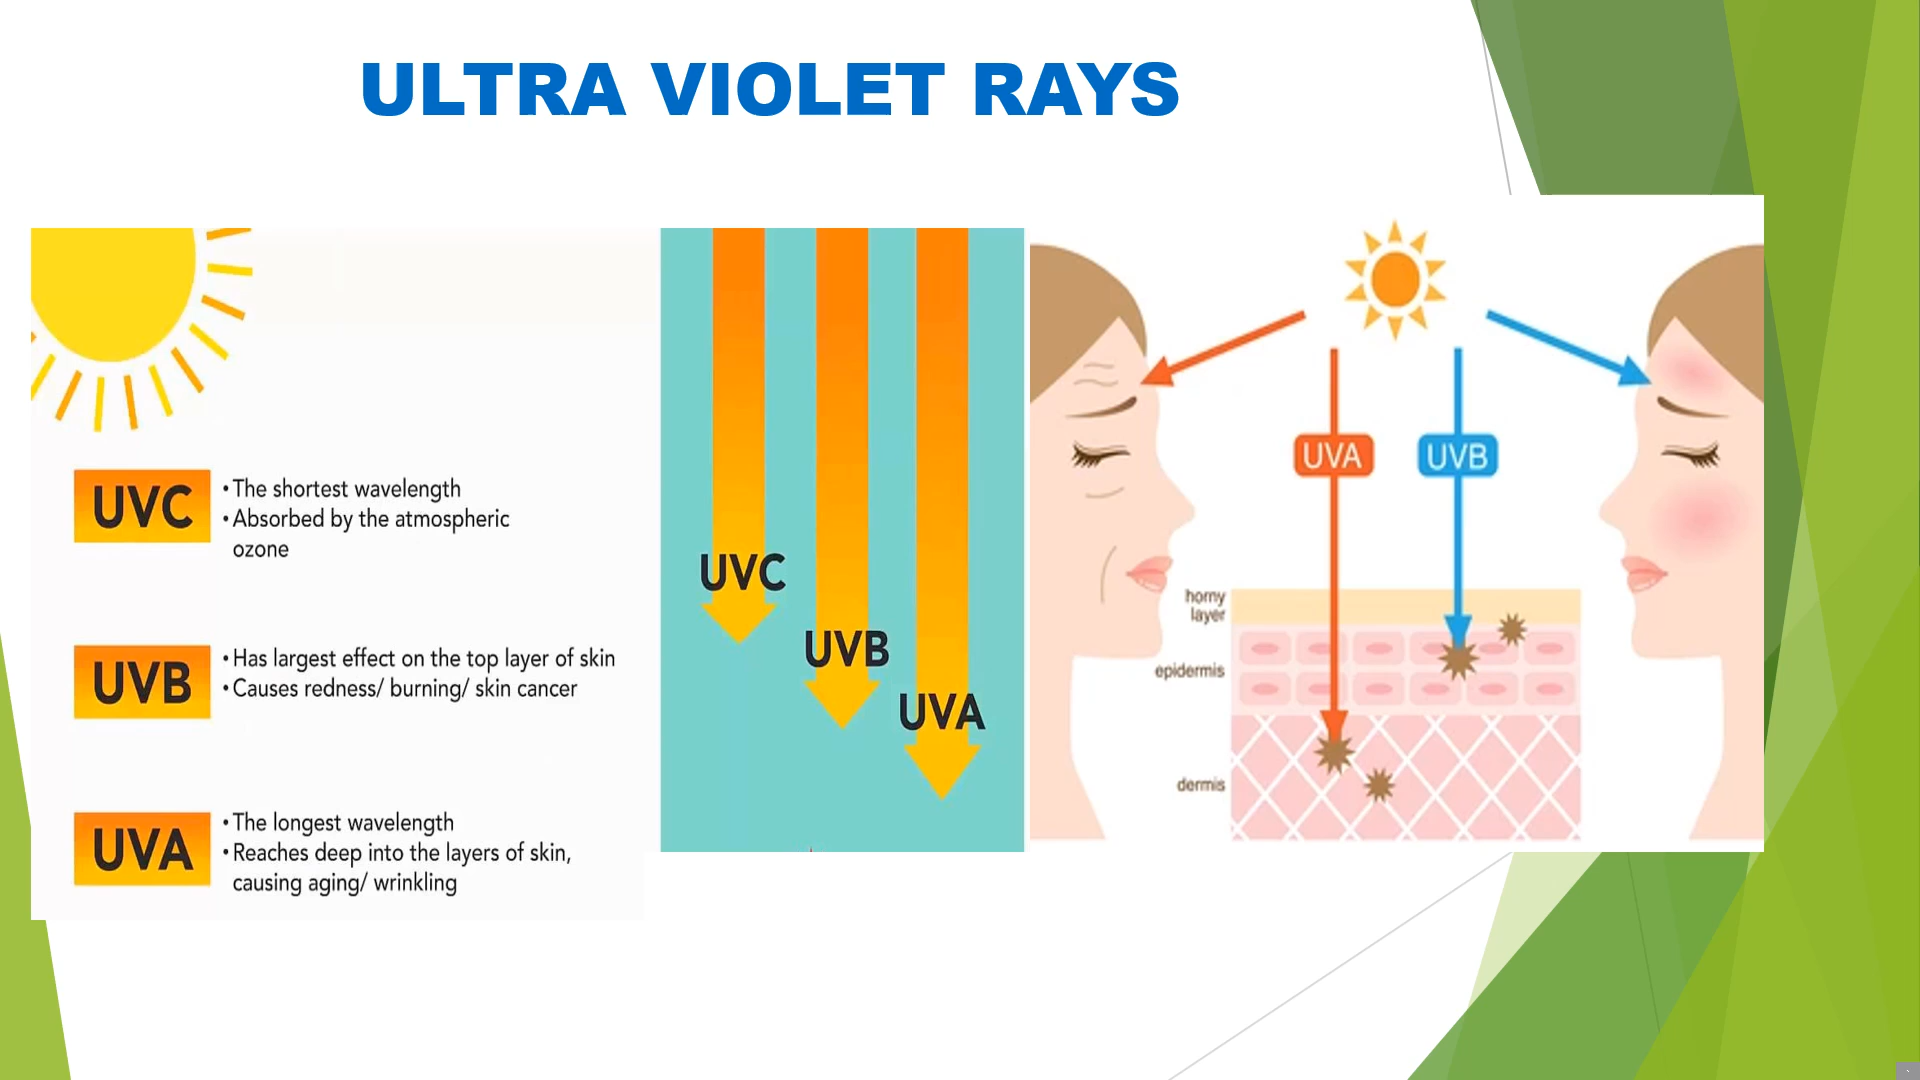 ULTRA VIOLET RAYS
UVC
•The shortest wavelength
•Absorbed by the atmospheric
ozone
UVB
•Has largest effect on the top layer of skin
•Causes redness/ burning/ skin cancer
UVA
•The longest wavelength
•Reaches deep into the layers of skin,
causing aging/ wrinkling
UVC
UVB
UVA
UVA
UVB
horny
layer
epidermis
dermis